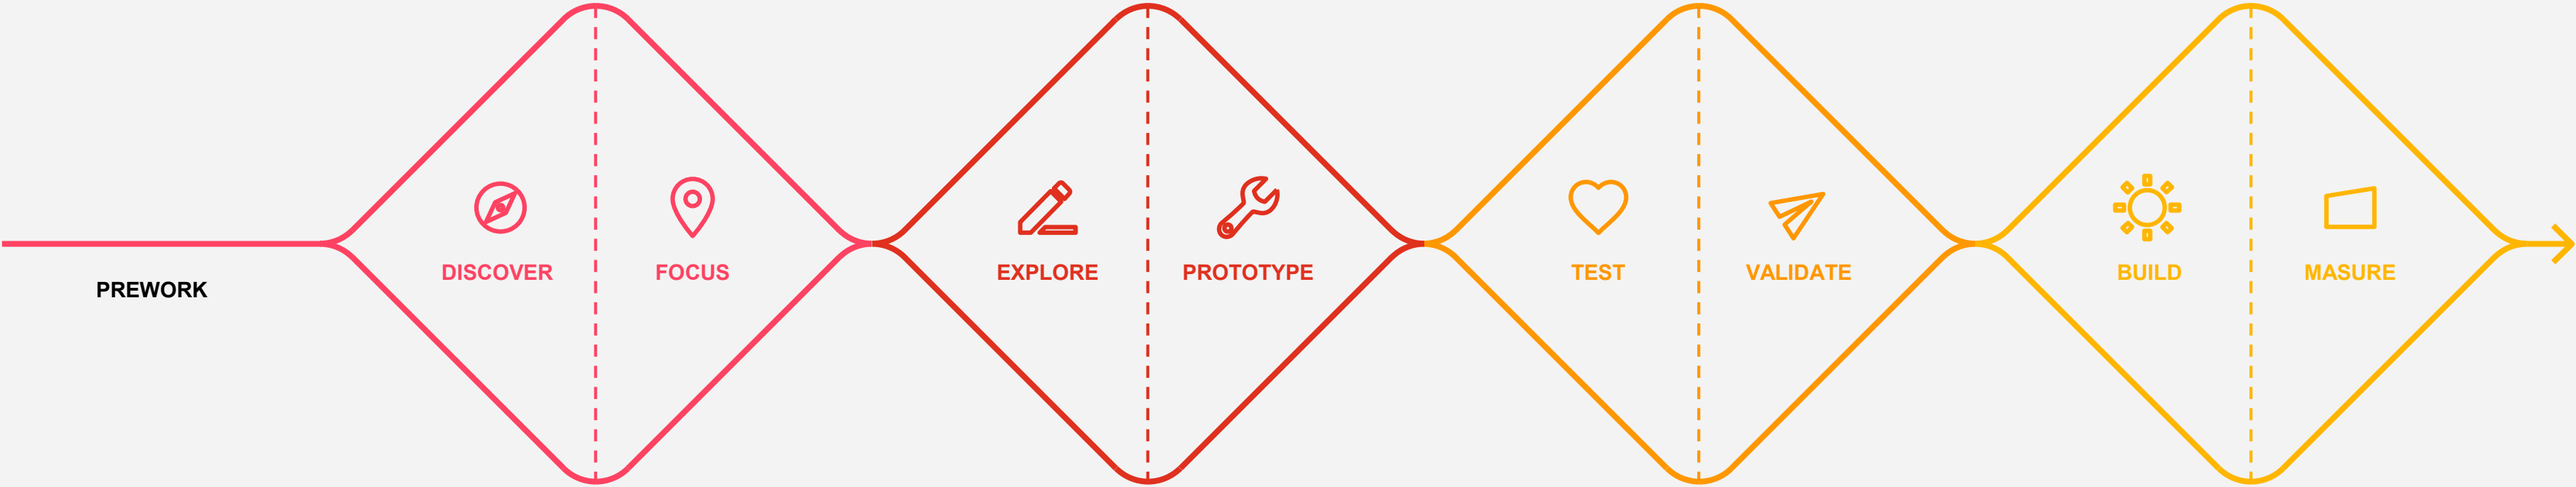 PREWORK
DISCOVER
FOCUS
EXPLORE
PROTOTYPE
TEST
VALIDATE
BUILD
MASURE